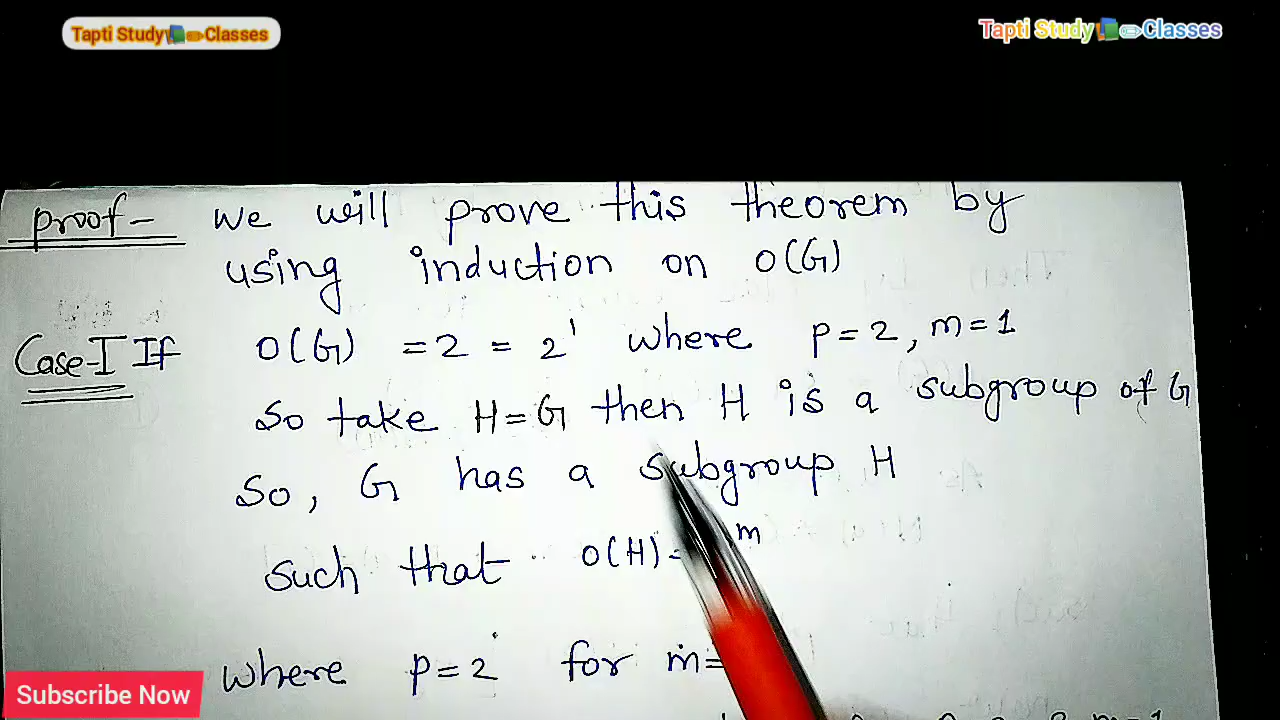 Tapti Study📚✏️Classes
Tapti Study📚✏️Classes
Proof- We will prove this theorem by
using induction on O(G)
Case-I If O(G) = 2 = 2¹ where p=2, m=1
So take H=G then H is a subgroup of G
So, G has a subgroup H
such that O(H)= m
where p=2 for m=
Subscribe Now